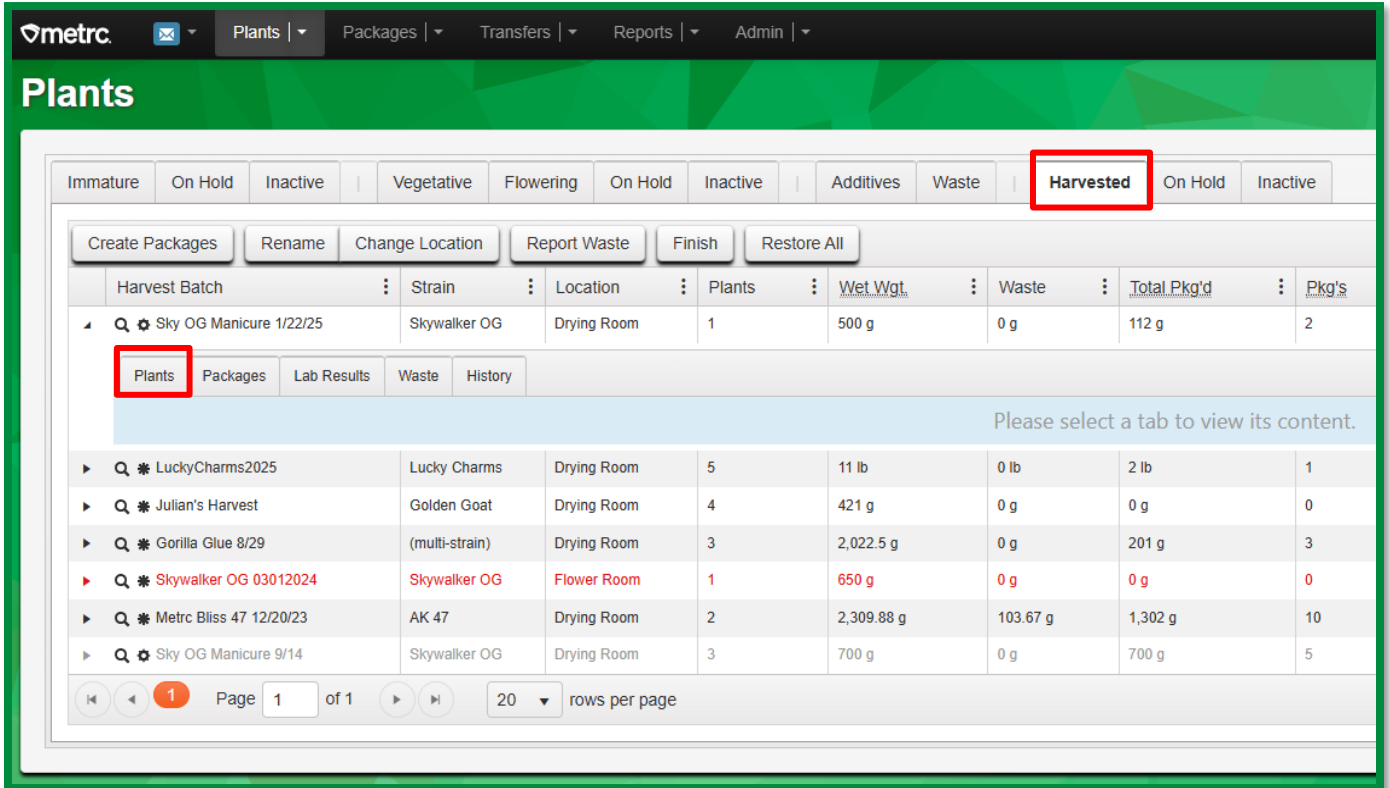 metrc. Plants Packages Transfers Reports Admin
Plants
Immature On Hold Inactive Vegetative Flowering On Hold Inactive Additives Waste Harvested On Hold Inactive
Create Packages Rename Change Location Report Waste Finish Restore All
Harvest Batch Strain Location Plants Wet Wgt. Waste Total Pkg'd Pkg's
Sky OG Manicure 1/22/25 Skywalker OG Drying Room 1 500 g 0 g 112 g 2
Plants Packages Lab Results Waste History
Please select a tab to view its content.
LuckyCharms2025 Lucky Charms Drying Room 5 11 lb 0 lb 2 lb 1
Julian's Harvest Golden Goat Drying Room 4 421 g 0 g 0 g 0
Gorilla Glue 8/29 (multi-strain) Drying Room 3 2,022.5 g 0 g 201 g 3
Skywalker OG 03012024 Skywalker OG Flower Room 1 650 g 0 g 0 g 0
Metrc Bliss 47 12/20/23 AK 47 Drying Room 2 2,309.88 g 103.67 g 1,302 g 10
Sky OG Manicure 9/14 Skywalker OG Drying Room 3 700 g 0 g 700 g 5
1 Page 1 of 1 20 rows per page